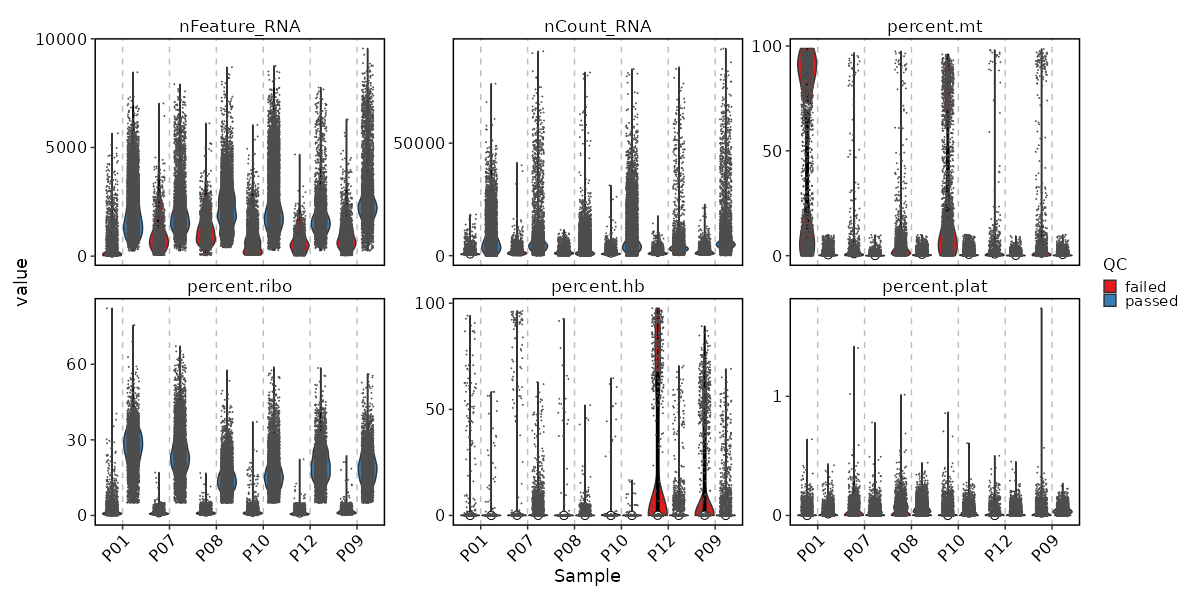 nFeature_RNA
nCount_RNA
percent.mt
10000
5000
0
50000
0
100
50
0
percent.ribo
percent.hb
percent.plat
60
30
0
100
50
0
1
0
value
QC
failed
passed
P01 P07 P08 P10 P12 P09
P01 P07 P08 P10 P12 P09
P01 P07 P08 P10 P12 P09
Sample